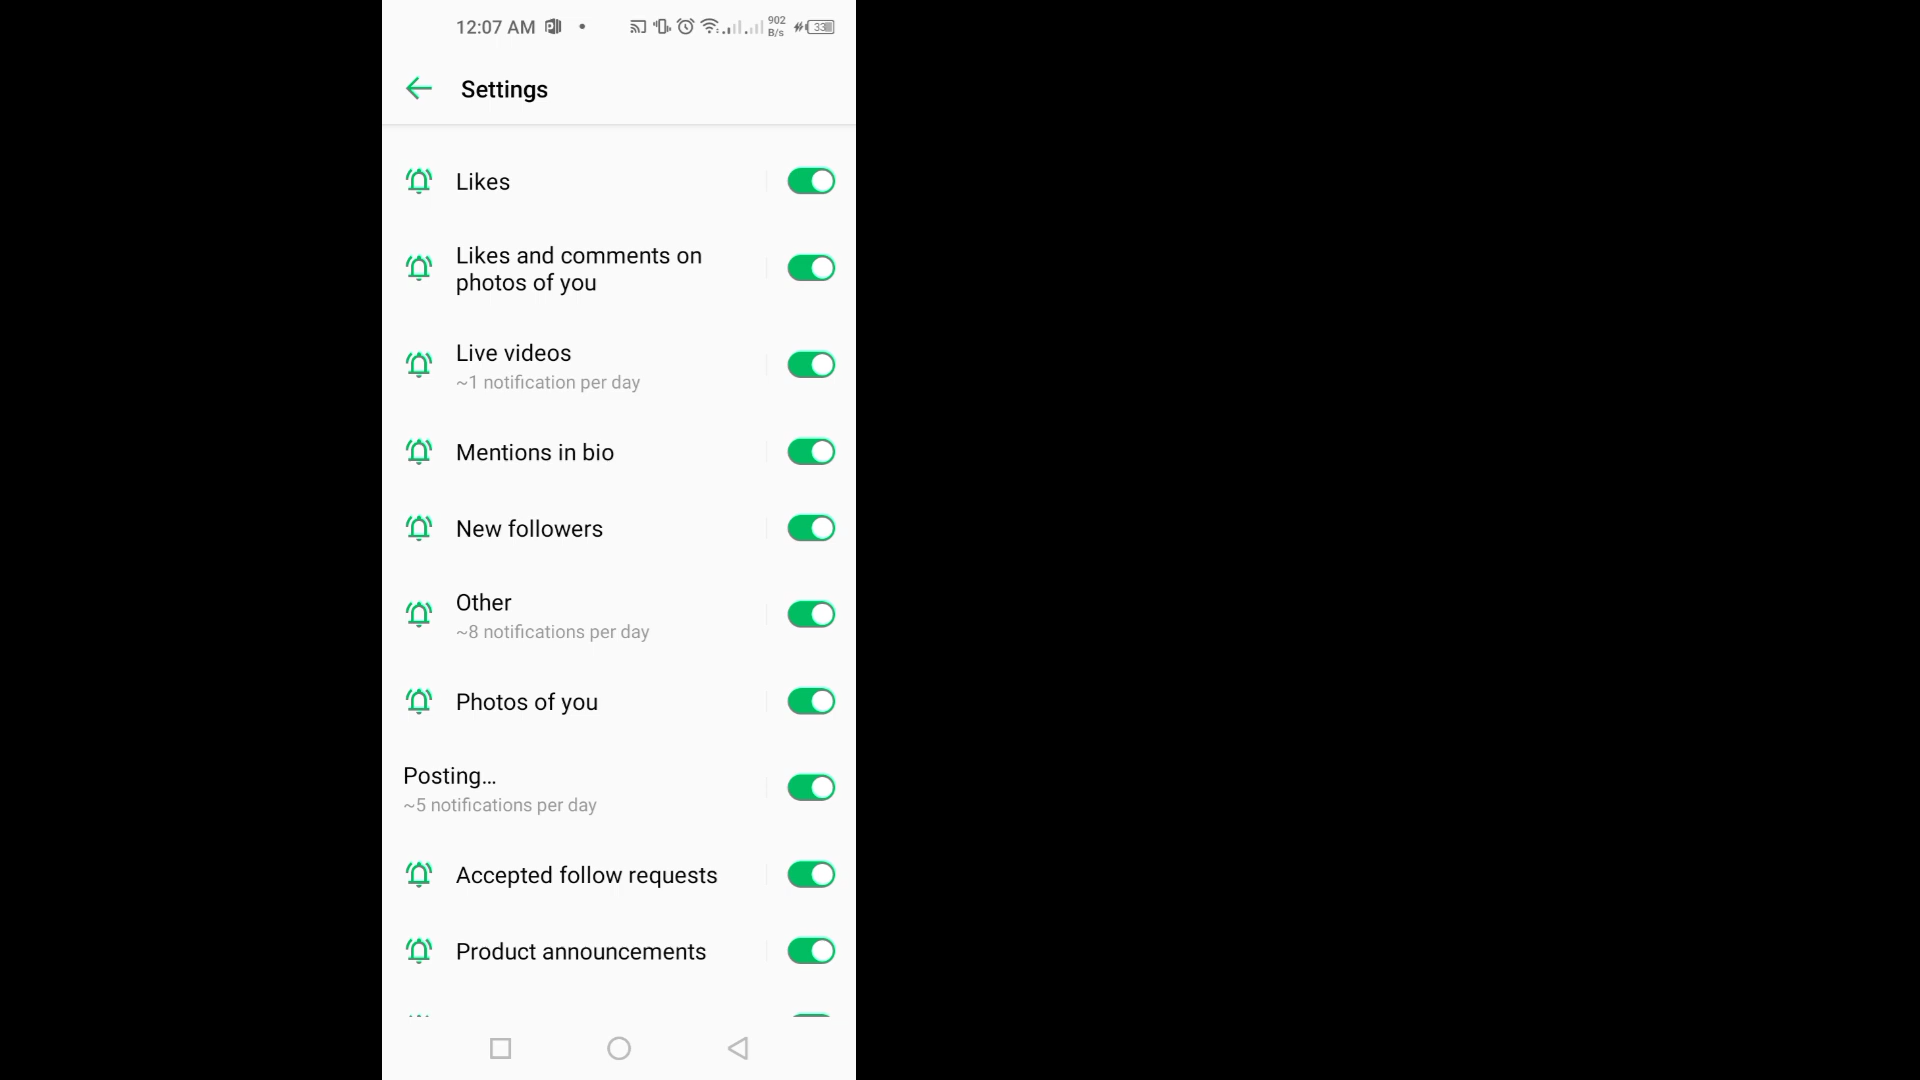 12:07 AM
902
B/s
33
Settings
Likes
Likes and comments on
photos of you
Live videos
~1 notification per day
Mentions in bio
New followers
Other
~8 notifications per day
Photos of you
Posting…
~5 notifications per day
Accepted follow requests
Product announcements